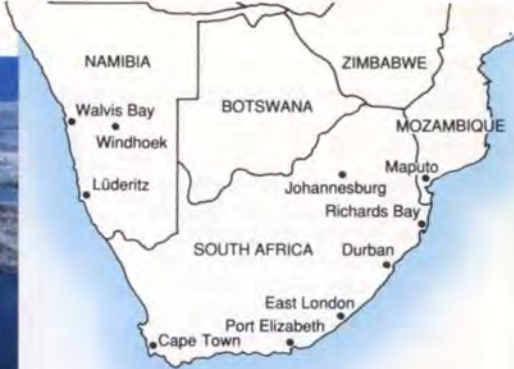 NAMIBIA
ZIMBABWE
BOTSWANA
Walvis Bay
Windhoek
MOZAMBIQUE
Maputo
Johannesburg
Lüderitz
Richards Bay
SOUTH AFRICA
Durban
East London
Port Elizabeth
Cape Town